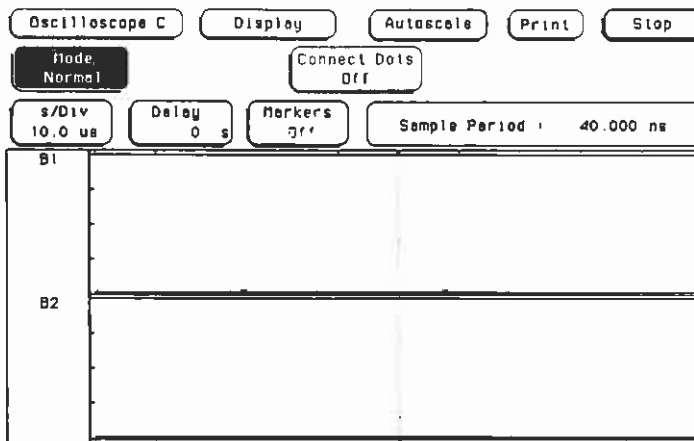 Oscilloscope C Display Autoscale Print Stop
Mode
Normal
Connect Dots
Off
s/Div
10.0 us
Delay
0 s
Markers
Off
Sample Period : 40.000 ns
B1
B2